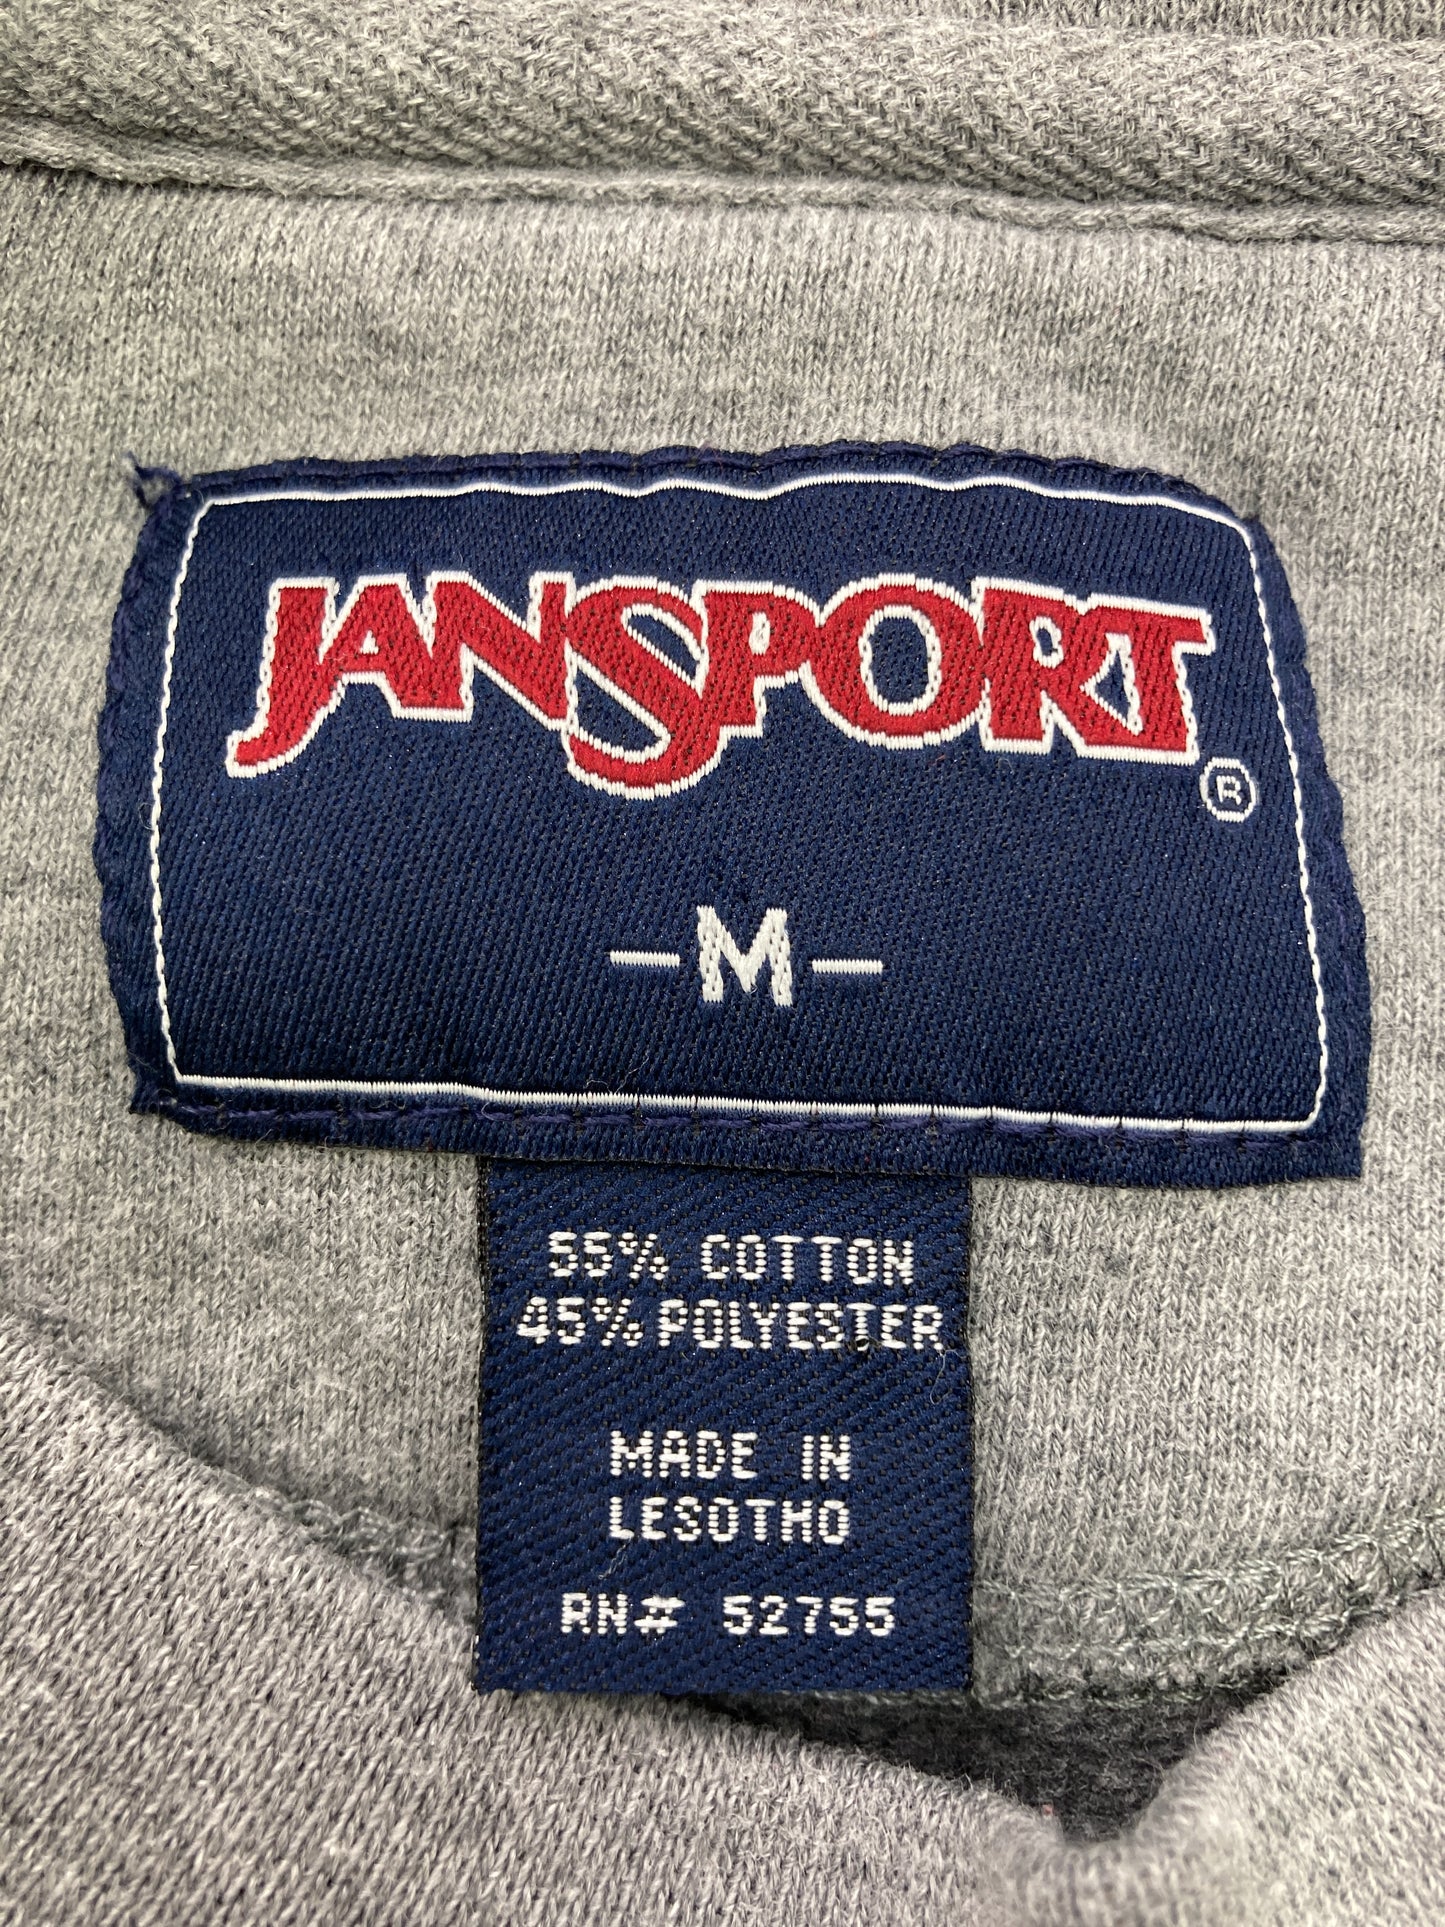 JANSPORT
®
-M-
55% COTTON
45% POLYESTER
MADE IN
LESOTHO
RN# 52755